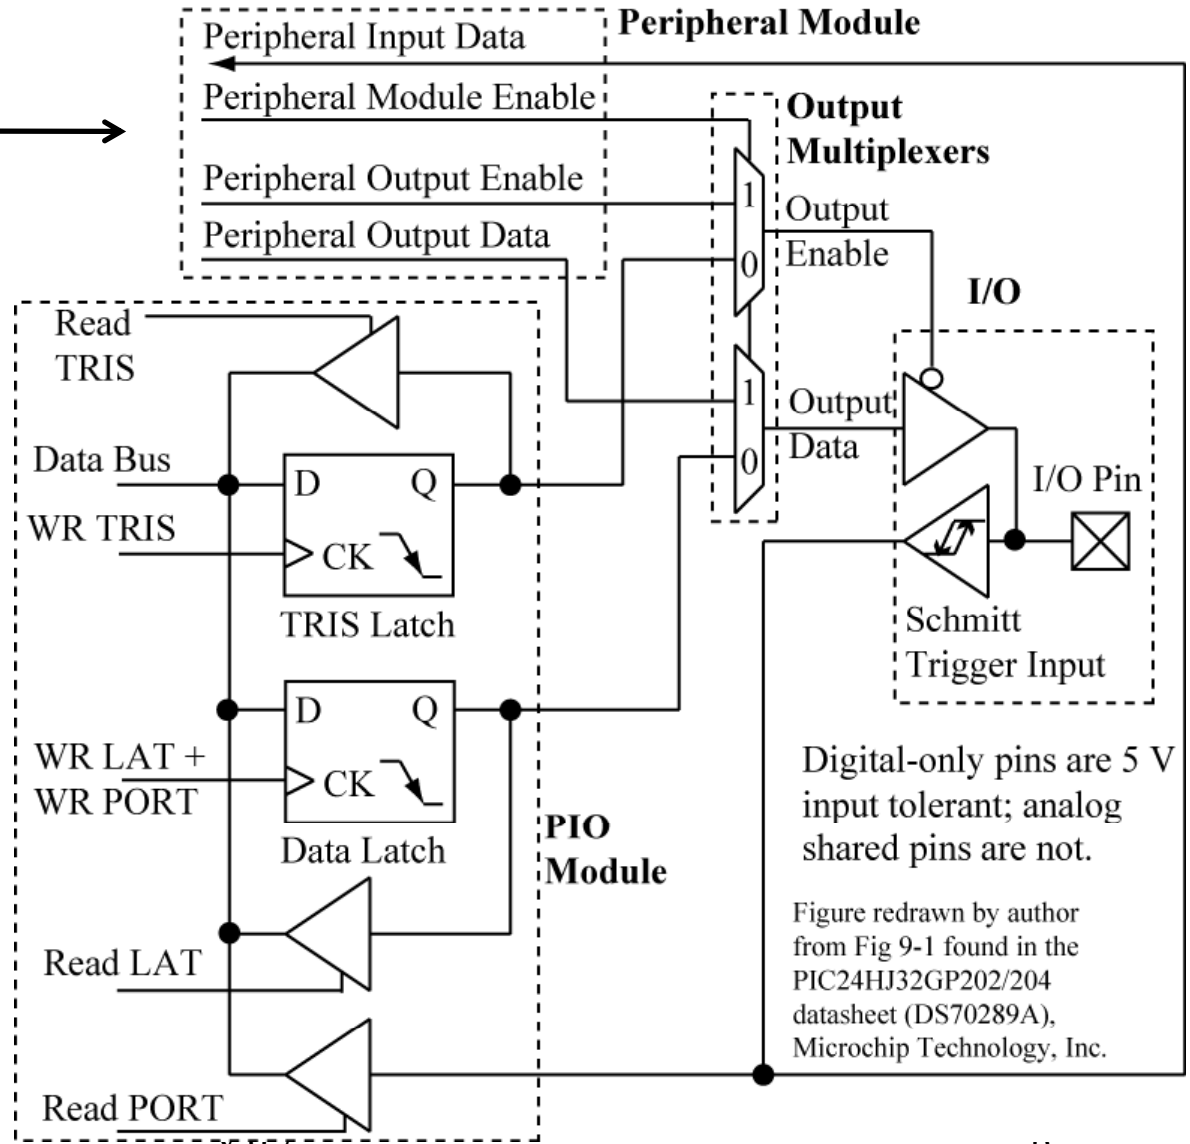 Peripheral Input Data
Peripheral Module
Peripheral Module Enable
Output
Multiplexers
Peripheral Output Enable
1
Output
Enable
Peripheral Output Data
0
I/O
Read
TRIS
1
Output
Data
0
Data Bus
D
Q
I/O Pin
WR TRIS
CK
TRIS Latch
Schmitt
Trigger Input
D
Q
WR LAT +
WR PORT
CK
Data Latch
PIO
Module
Digital-only pins are 5 V
input tolerant; analog
shared pins are not.
Read LAT
Figure redrawn by author
from Fig 9-1 found in the
PIC24HJ32GP202/204
datasheet (DS70289A),
Microchip Technology, Inc.
Read PORT